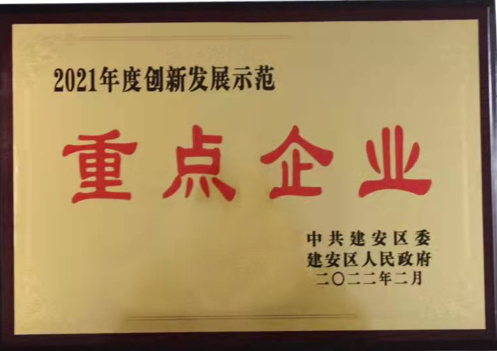 2021年度创新发展示范
重点企业
中共建安区委
建安区人民政府
二〇二二年二月